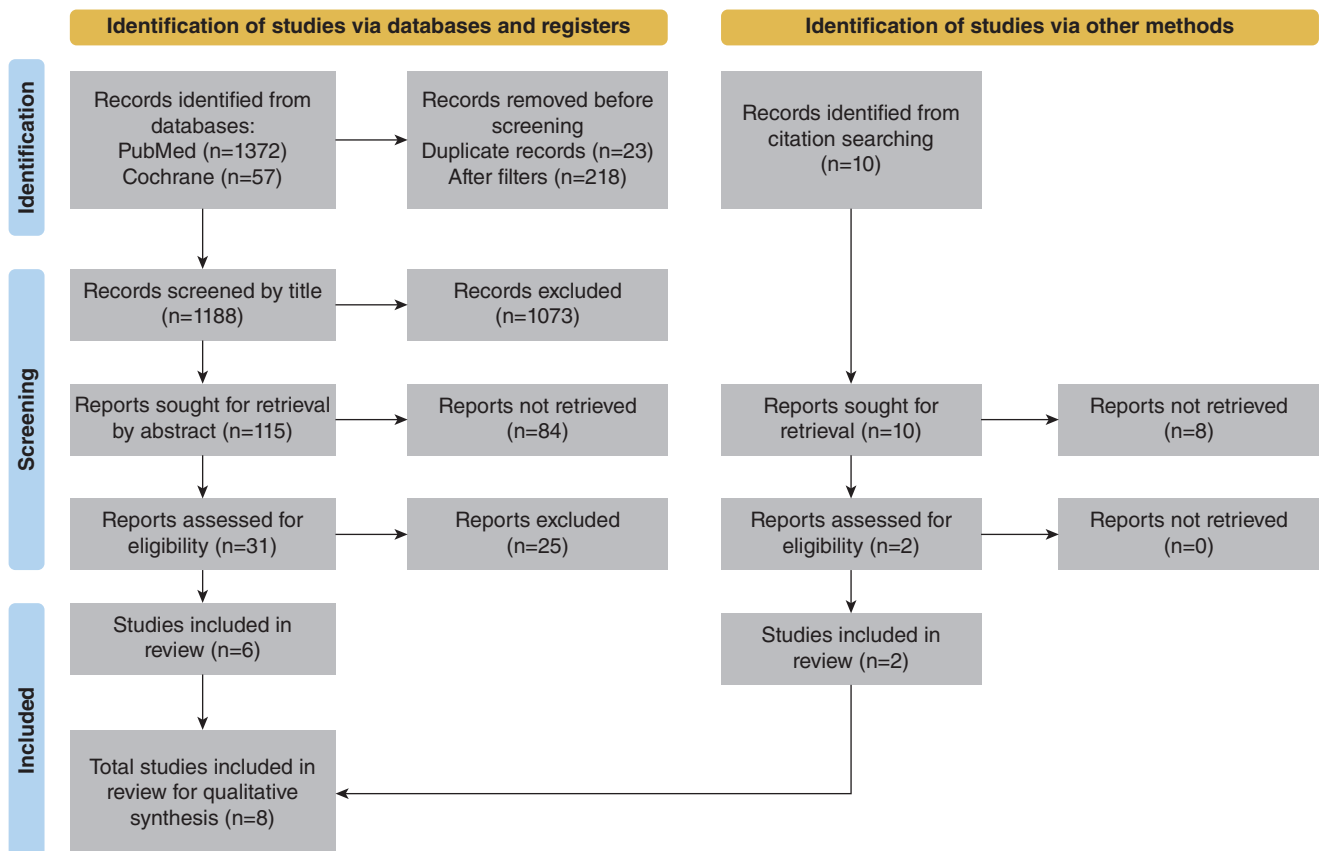 Identification of studies via databases and registers
Identification of studies via other methods
Identification
Records identified from
databases:
PubMed (n=1372)
Cochrane (n=57)
Records removed before
screening
Duplicate records (n=23)
After filters (n=218)
Records identified from
citation searching
(n=10)
Screening
Records screened by title
(n=1188)
Records excluded
(n=1073)
Reports sought for retrieval
by abstract (n=115)
Reports not retrieved
(n=84)
Reports sought for
retrieval (n=10)
Reports not retrieved
(n=8)
Reports assessed for
eligibility (n=31)
Reports excluded
(n=25)
Reports assessed for
eligibility (n=2)
Reports not retrieved
(n=0)
Included
Studies included in
review (n=6)
Studies included in
review (n=2)
Total studies included in
review for qualitative
synthesis (n=8)